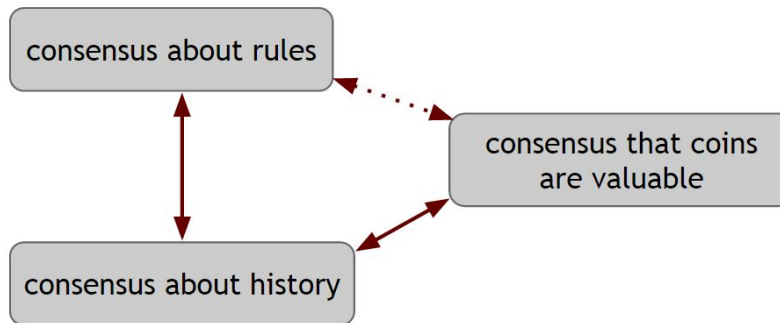 consensus about rules
consensus that coins
are valuable
consensus about history